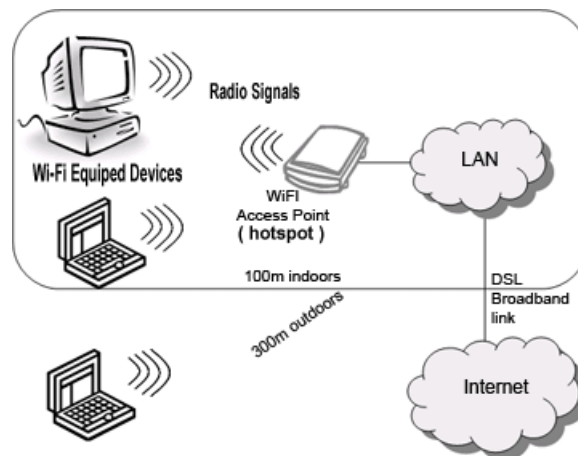 Radio Signals
Wi-Fi Equiped Devices
LAN
WiFI
Access Point
( hotspot )
100m indoors
DSL
Broadband
link
300m outdoors
Internet